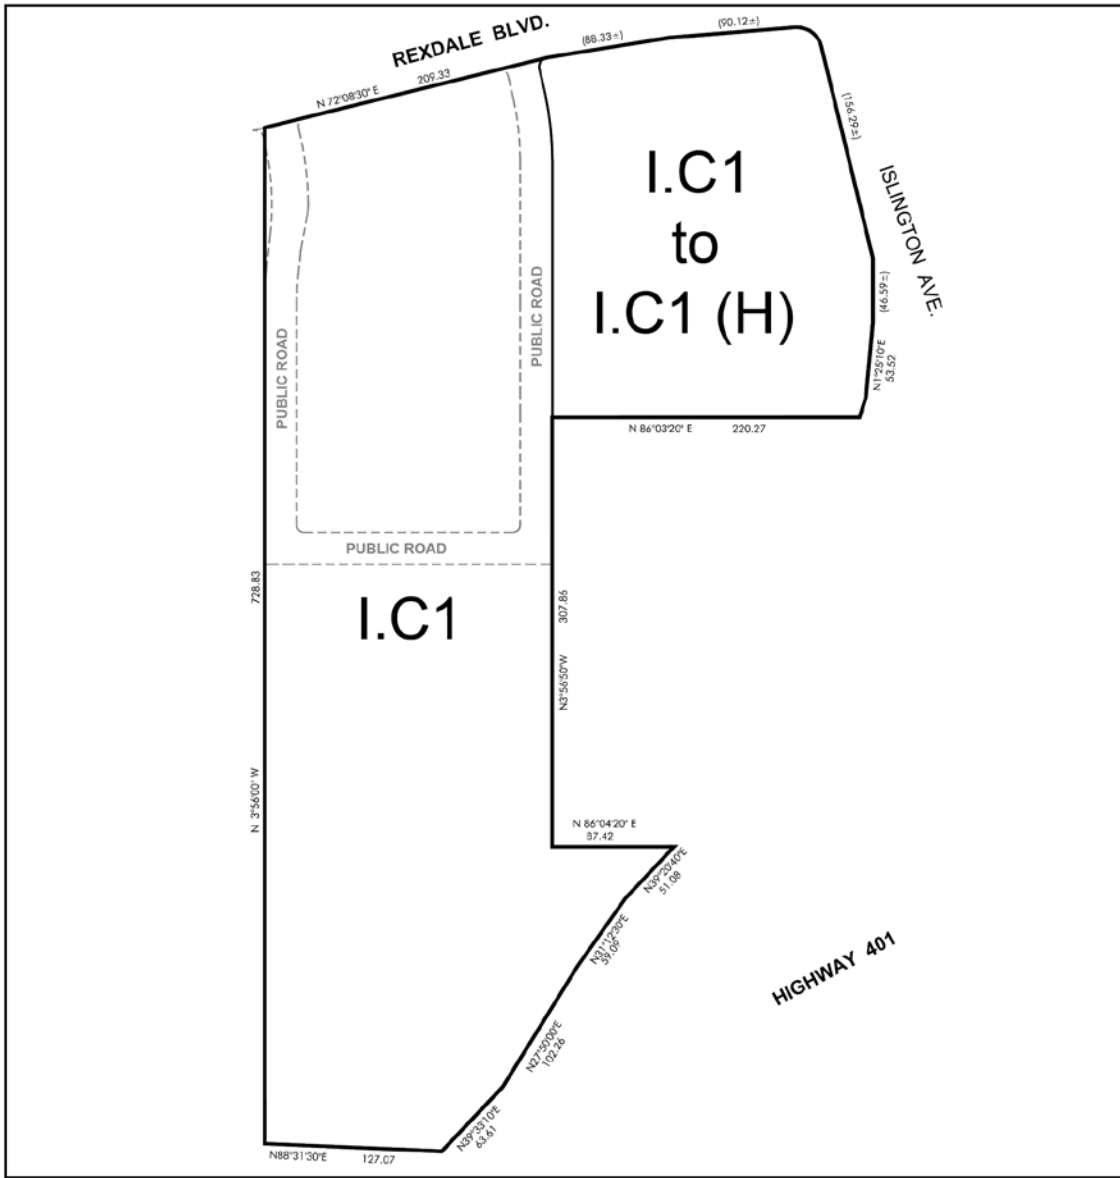 REXDALE BLVD.
(88.33±)
(90.12±)
N 72°08'30" E
209.33
(156.29±)
ISLINGTON AVE.
I.C1
to
I.C1 (H)
(46.59±)
PUBLIC ROAD
PUBLIC ROAD
N1°25'10"E
53.52
N 86°03'20" E 220.27
PUBLIC ROAD
728.83
I.C1
307.86
N3°56'50"W
N 3°56'00" W
N 86°04'20" E
87.42
N39°20'40"E
51.08
N31°12'30"E
59.09
HIGHWAY 401
N27°50'00"E
102.26
N39°33'10"E
63.61
N88°31'30"E 127.07